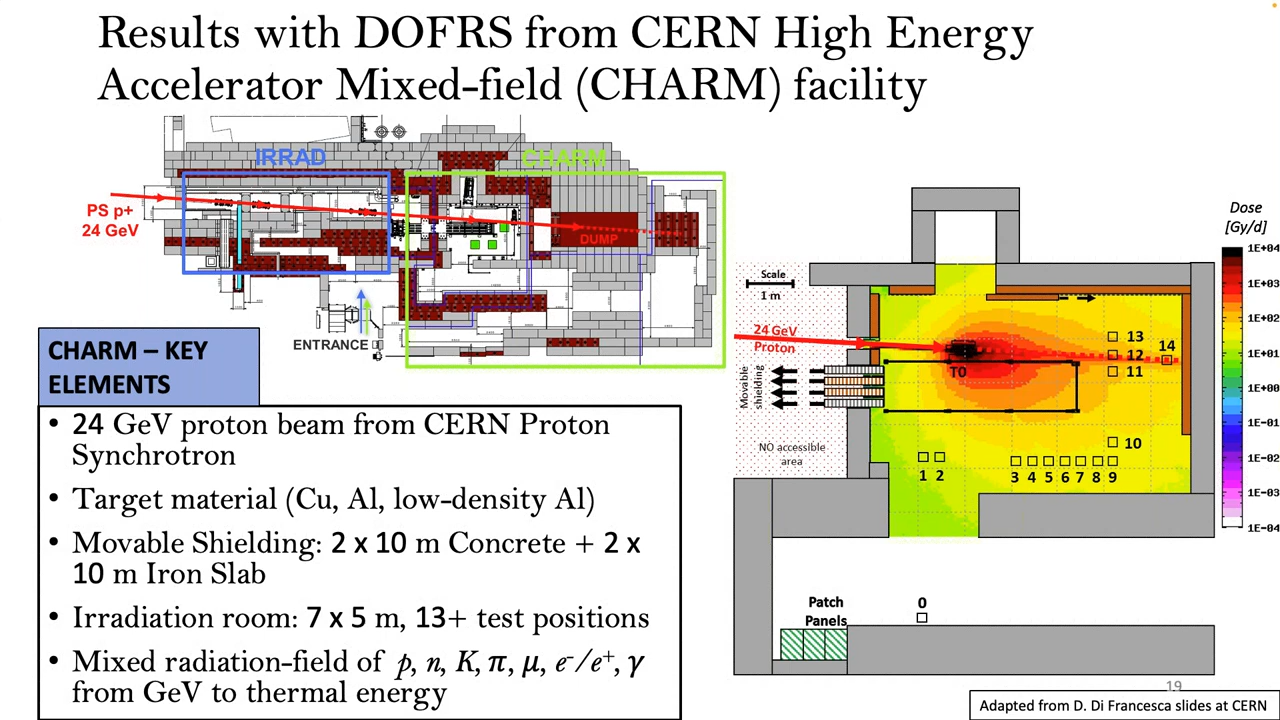 Results with DOFRS from CERN High Energy
Accelerator Mixed-field (CHARM) facility
IRRAD
CHARM
PS p+
24 GeV
DUMP
ENTRANCE
CHARM – KEY
ELEMENTS
• 24 GeV proton beam from CERN Proton
Synchrotron
• Target material (Cu, Al, low-density Al)
• Movable Shielding: 2 x 10 m Concrete + 2 x
10 m Iron Slab
• Irradiation room: 7 x 5 m, 13+ test positions
• Mixed radiation-field of p, n, K, π, μ, e⁻/e⁺, γ
from GeV to thermal energy
Scale
1 m
24 GeV
Proton
T0
Movable
shielding
NO accessible
area
13
12
14
11
10
1 2
3 4 5 6 7 8 9
0
Patch
Panels
Dose
[Gy/d]
1E+04
1E+03
1E+02
1E+01
1E+00
1E-01
1E-02
1E-03
1E-04
19
Adapted from D. Di Francesca slides at CERN